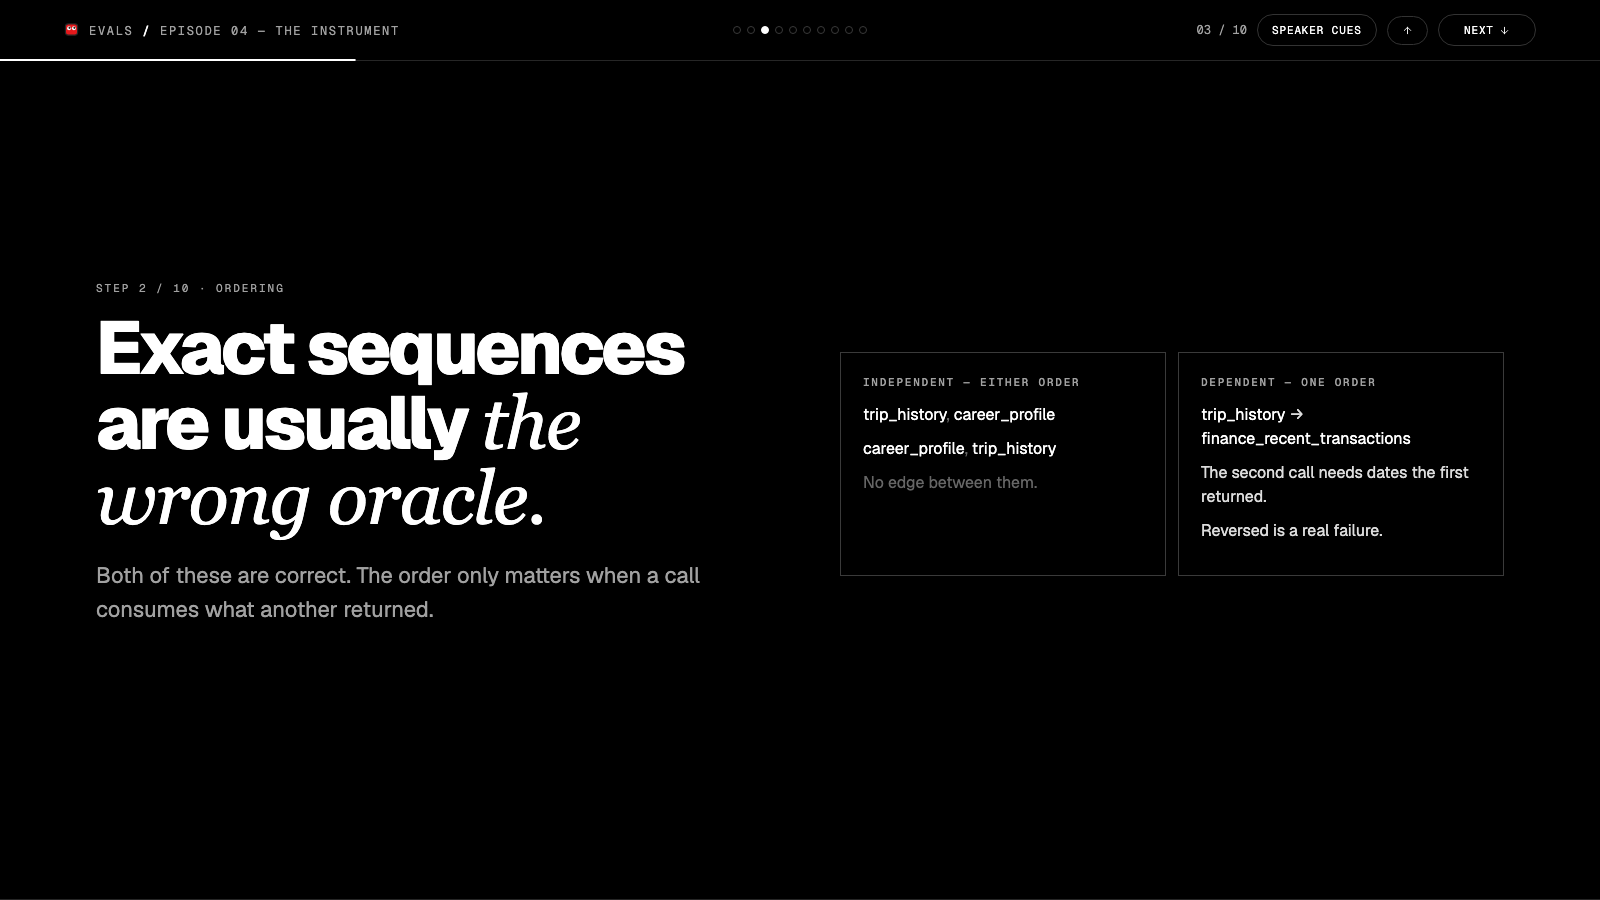 EVALS / EPISODE 04 — THE INSTRUMENT
03 / 10
SPEAKER CUES
↑
NEXT ↓
STEP 2 / 10 · ORDERING
Exact sequences
are usually the
wrong oracle.
Both of these are correct. The order only matters when a call
consumes what another returned.
INDEPENDENT — EITHER ORDER
trip_history, career_profile
career_profile, trip_history
No edge between them.
DEPENDENT — ONE ORDER
trip_history →
finance_recent_transactions
The second call needs dates the first
returned.
Reversed is a real failure.